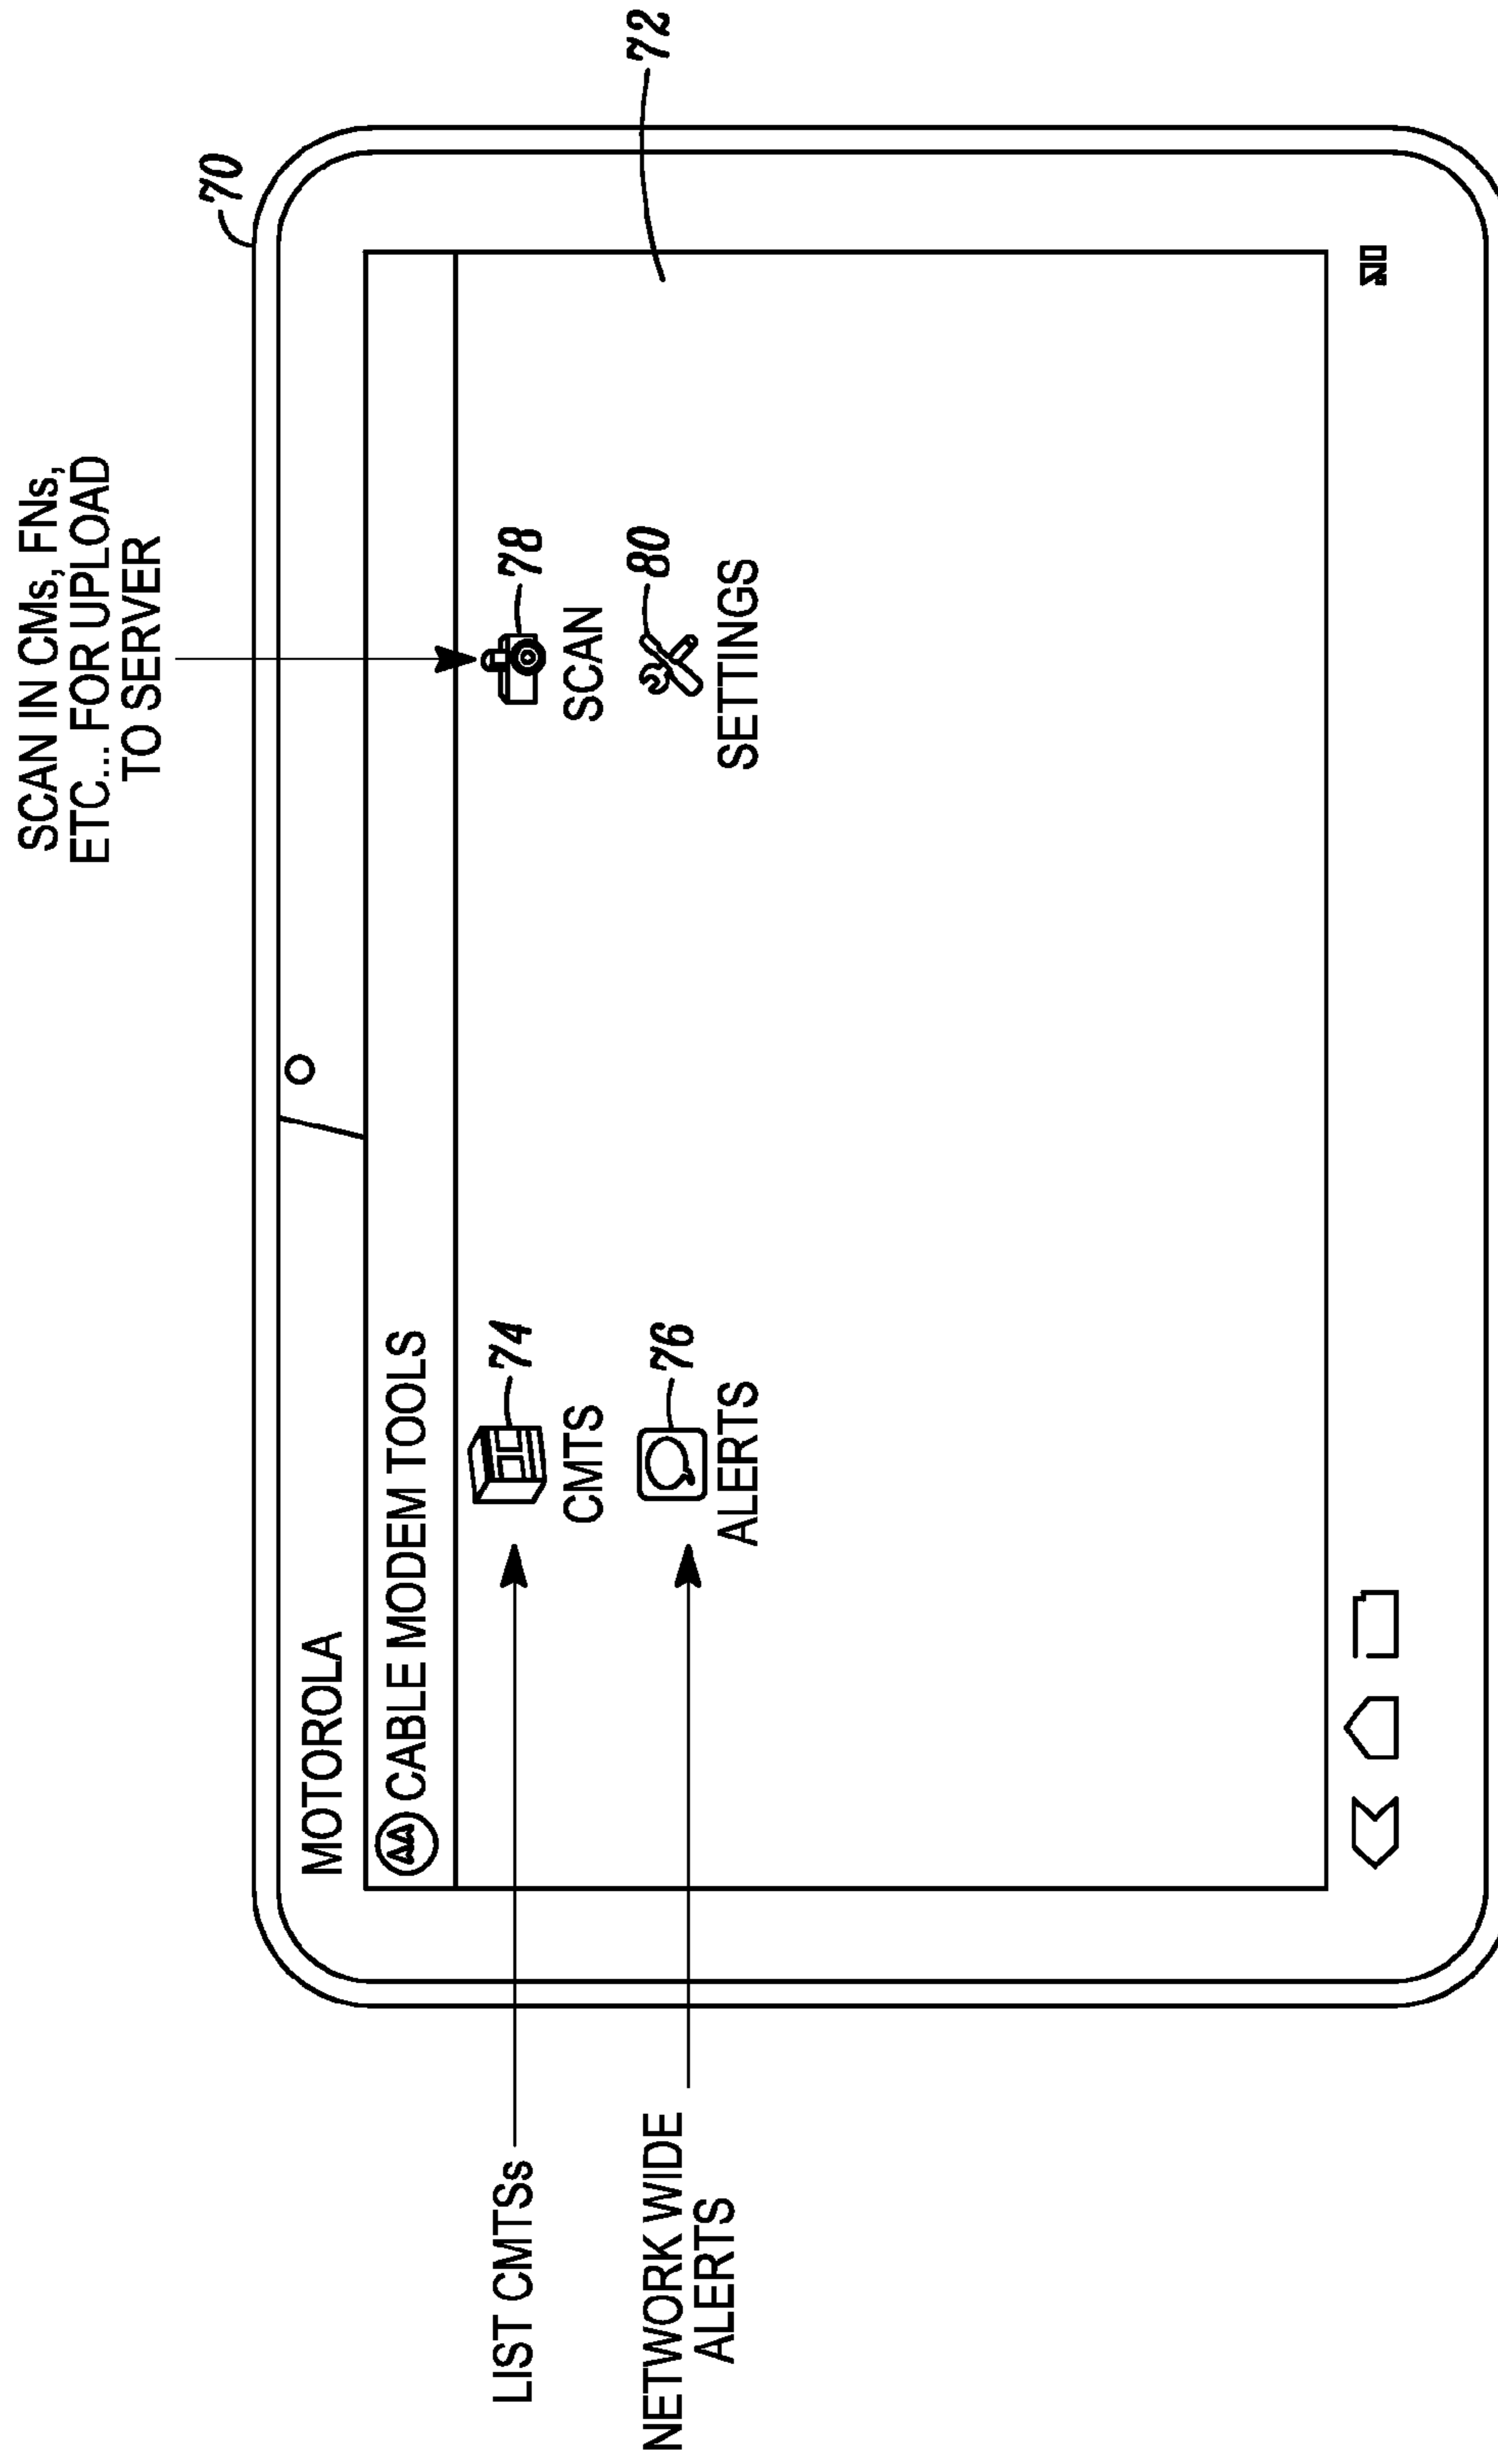 SCAN IN CMs, FNs,
ETC... FOR UPLOAD
TO SERVER
70
MOTOROLA
CABLE MODEM TOOLS
LIST CMTSs
74
CMTS
78
SCAN
72
NETWORK WIDE
ALERTS
76
ALERTS
80
SETTINGS